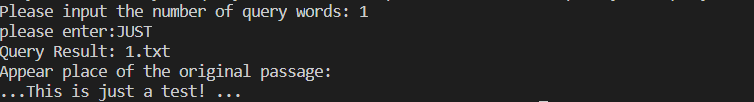 Please input the number of query words: 1
please enter:JUST
Query Result: 1.txt
Appear place of the original passage:
...This is just a test! ...